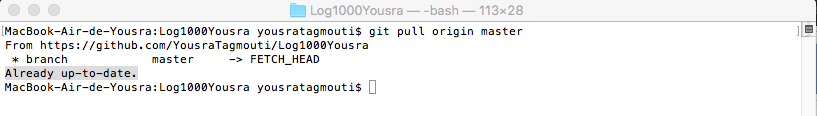 Log1000Yousra — -bash — 113×28
[MacBook-Air-de-Yousra:Log1000Yousra yousratagmouti$ git pull origin master ]
From https://github.com/YousraTagmouti/Log1000Yousra
 * branch            master     -> FETCH_HEAD
Already up-to-date.
MacBook-Air-de-Yousra:Log1000Yousra yousratagmouti$